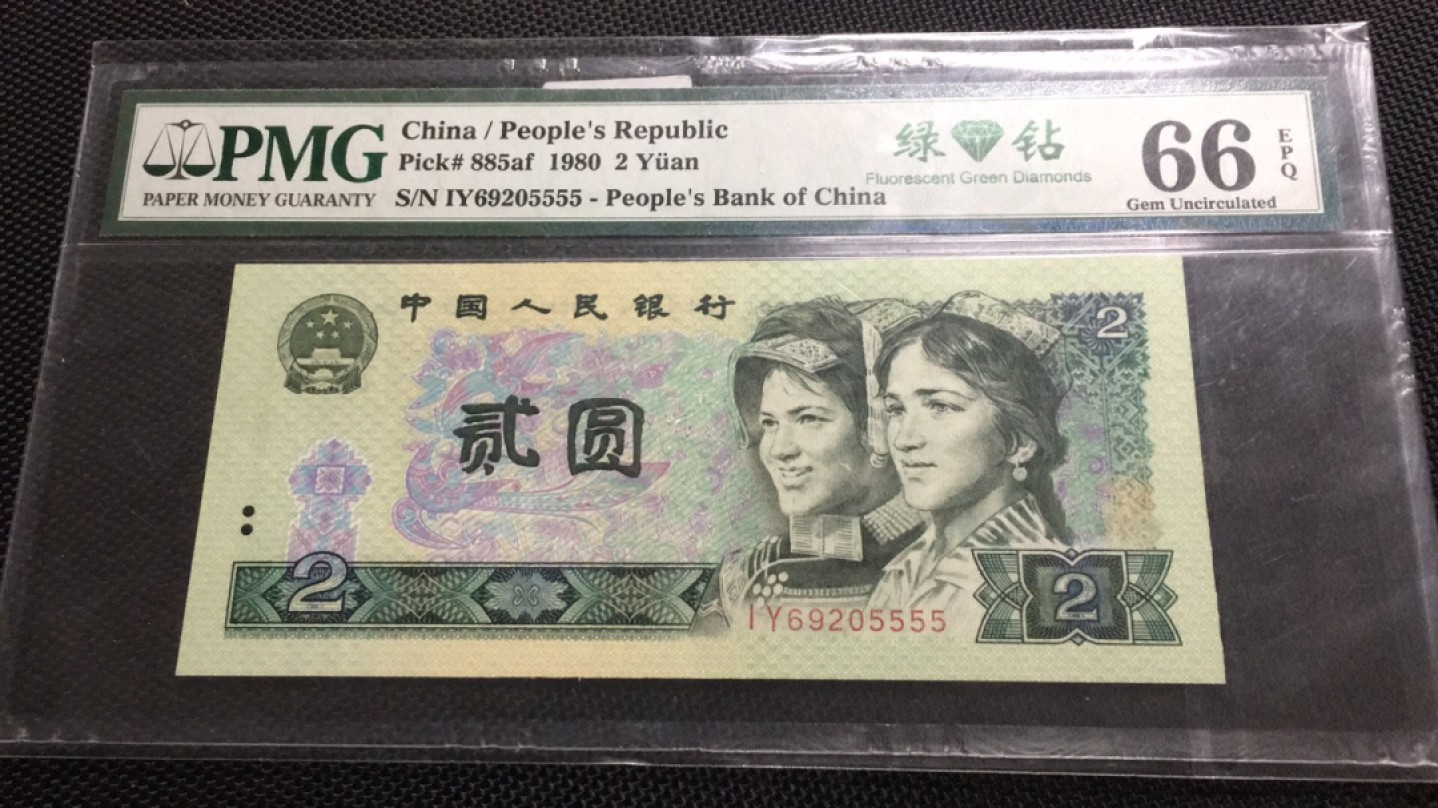 PMG
PAPER MONEY GUARANTY
China / People's Republic
Pick# 885af 1980 2 Yüan
S/N IY69205555 - People's Bank of China
绿 钻
Fluorescent Green Diamonds
66
EPQ
Gem Uncirculated
中国人民银行
2
贰圆
2
IY69205555
2